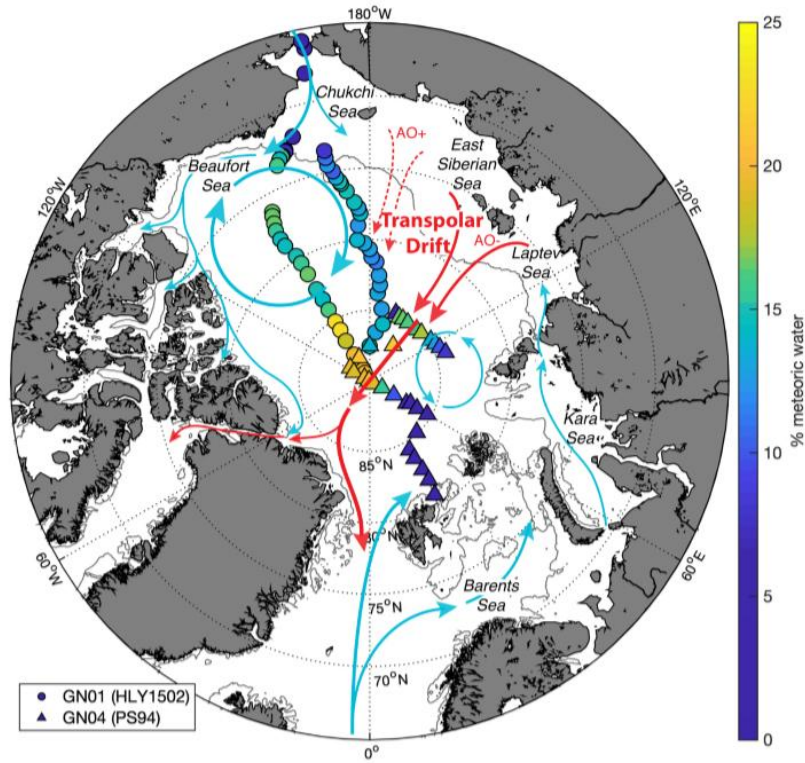 180°W
25
Chukchi
Sea
AO+
East
Siberian
Sea
Beaufort
Sea
120°W
120°E
20
Transpolar
Drift
AO-
Laptev
Sea
15
% meteoric water
Kara
Sea
10
85°N
80°N
60°W
60°E
Barents
Sea
75°N
5
70°N
GN01 (HLY1502)
GN04 (PS94)
0°
0